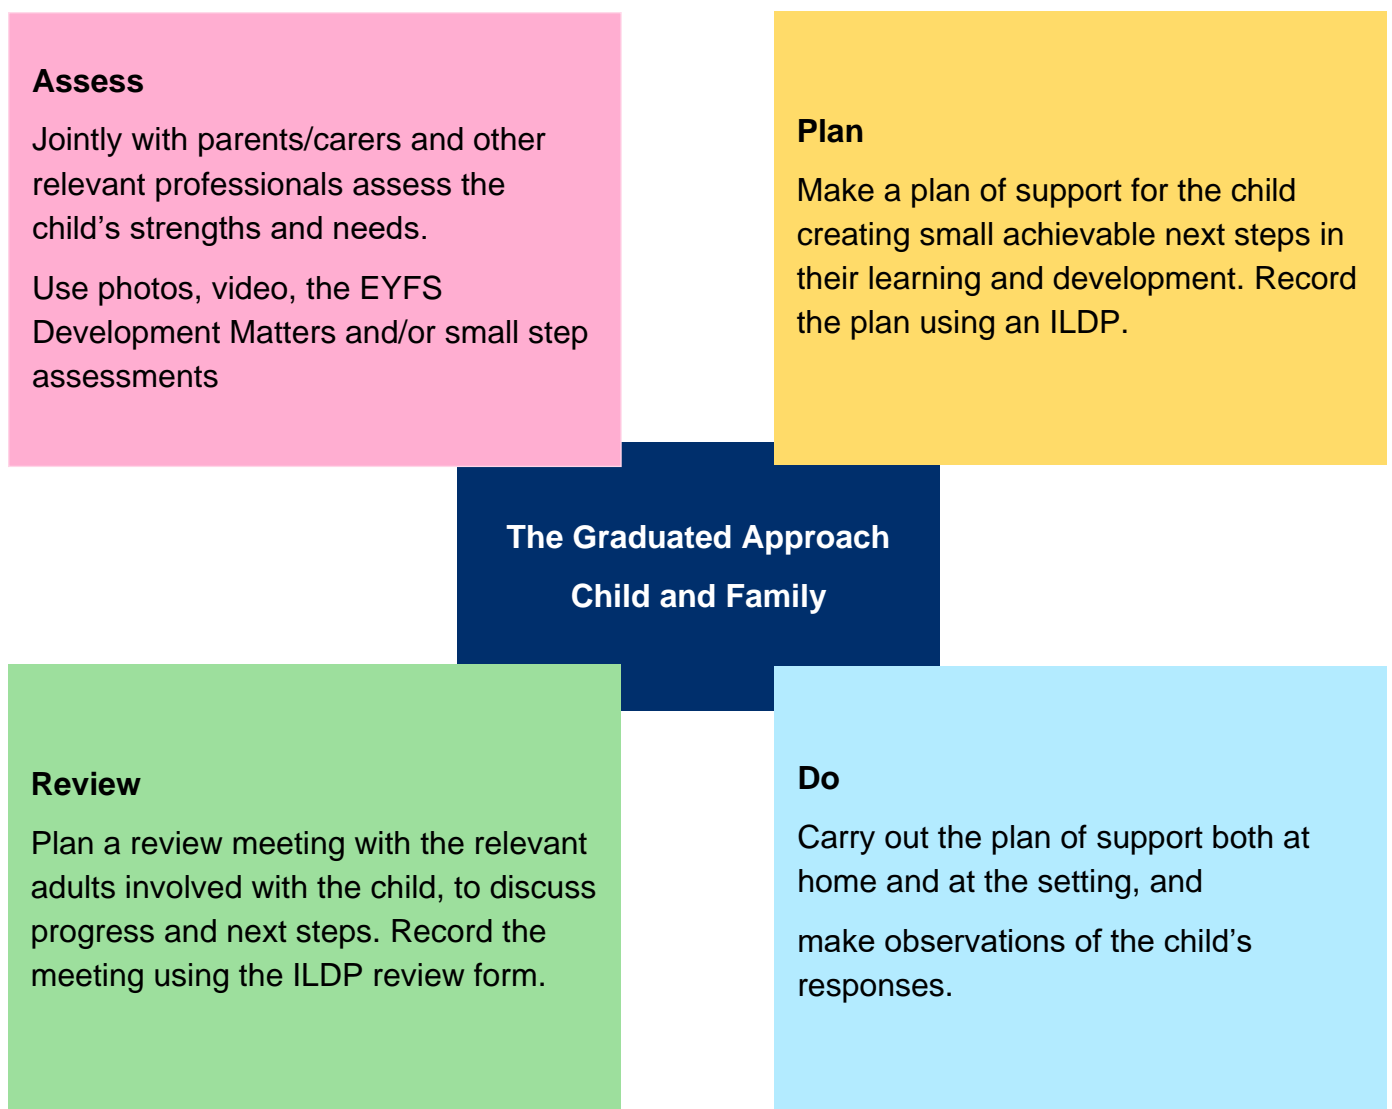 Assess
Jointly with parents/carers and other
relevant professionals assess the
child’s strengths and needs.
Use photos, video, the EYFS
Development Matters and/or small step
assessments
Plan
Make a plan of support for the child
creating small achievable next steps in
their learning and development. Record
the plan using an ILDP.
The Graduated Approach
Child and Family
Review
Plan a review meeting with the relevant
adults involved with the child, to discuss
progress and next steps. Record the
meeting using the ILDP review form.
Do
Carry out the plan of support both at
home and at the setting, and
make observations of the child’s
responses.